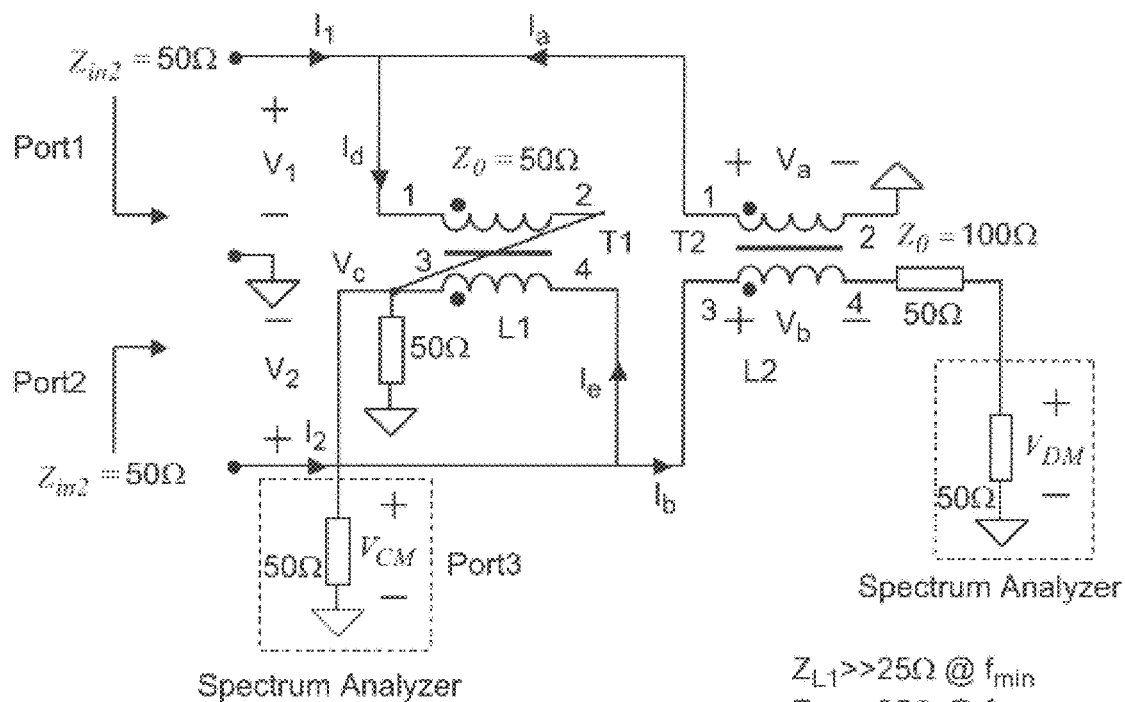 I1
Ia
Zin2 = 50Ω
+
Port1
V1
Id
Z0 = 50Ω
+ Va −
1
2
1
−
T1
T2
2
Z0 = 100Ω
Vc
3
4
3
+
Vb
−
4
50Ω
−
50Ω
L1
L2
V2
Port2
Ie
+
I2
Zin2 = 50Ω
Ib
+
VDM
50Ω
−
+
50Ω
VCM
Port3
−
Spectrum Analyzer
Spectrum Analyzer
ZL1>>25Ω @ fmin